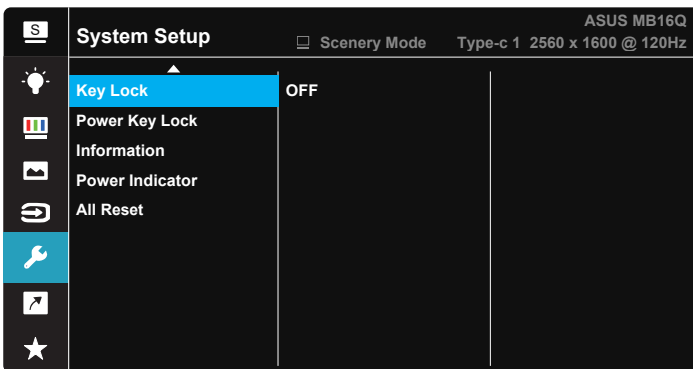 S
System Setup
ASUS MB16Q
Scenery Mode
Type-c 1 2560 x 1600 @ 120Hz
Key Lock
OFF
Power Key Lock
Information
Power Indicator
All Reset